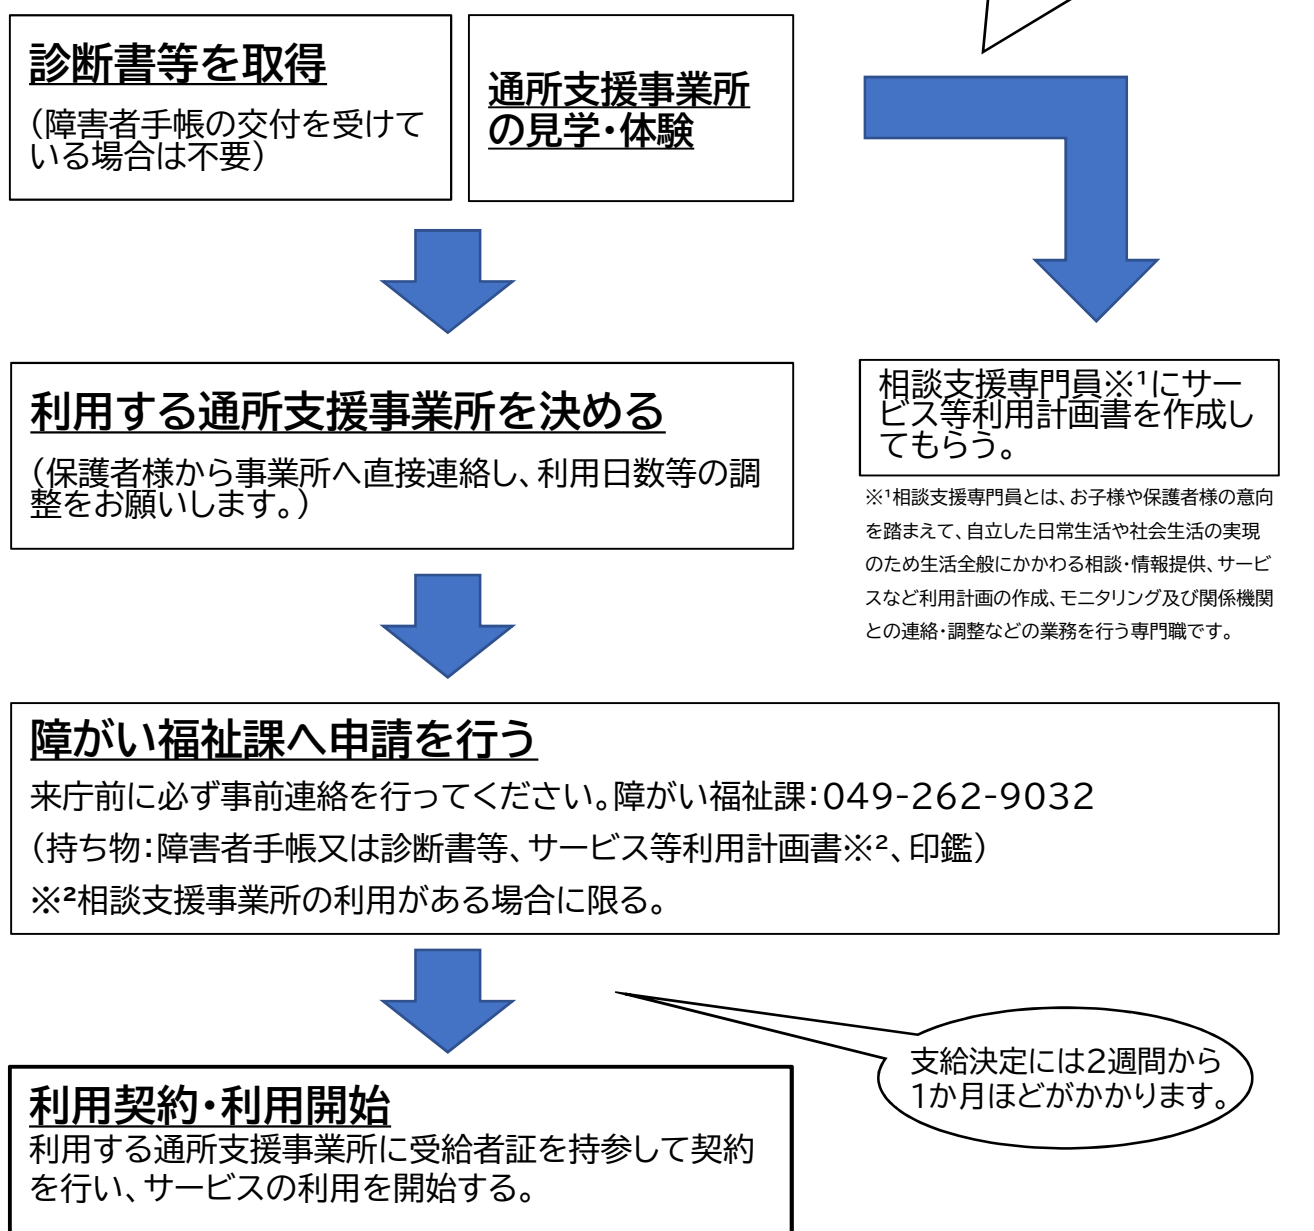 診断書等を取得
（障害者手帳の交付を受けて
いる場合は不要）
通所支援事業所
の見学・体験
利用する通所支援事業所を決める
（保護者様から事業所へ直接連絡し、利用日数等の調
整をお願いします。）
相談支援専門員※¹にサー
ビス等利用計画書を作成し
てもらう。
※¹相談支援専門員とは、お子様や保護者様の意向
を踏まえて、自立した日常生活や社会生活の実現
のため生活全般にかかわる相談・情報提供、サービ
スなど利用計画の作成、モニタリング及び関係機関
との連絡・調整などの業務を行う専門職です。
障がい福祉課へ申請を行う
来庁前に必ず事前連絡を行ってください。障がい福祉課：049-262-9032
（持ち物：障害者手帳又は診断書等、サービス等利用計画書※²、印鑑）
※²相談支援事業所の利用がある場合に限る。
支給決定には2週間から
1か月ほどがかかります。
利用契約・利用開始
利用する通所支援事業所に受給者証を持参して契約
を行い、サービスの利用を開始する。